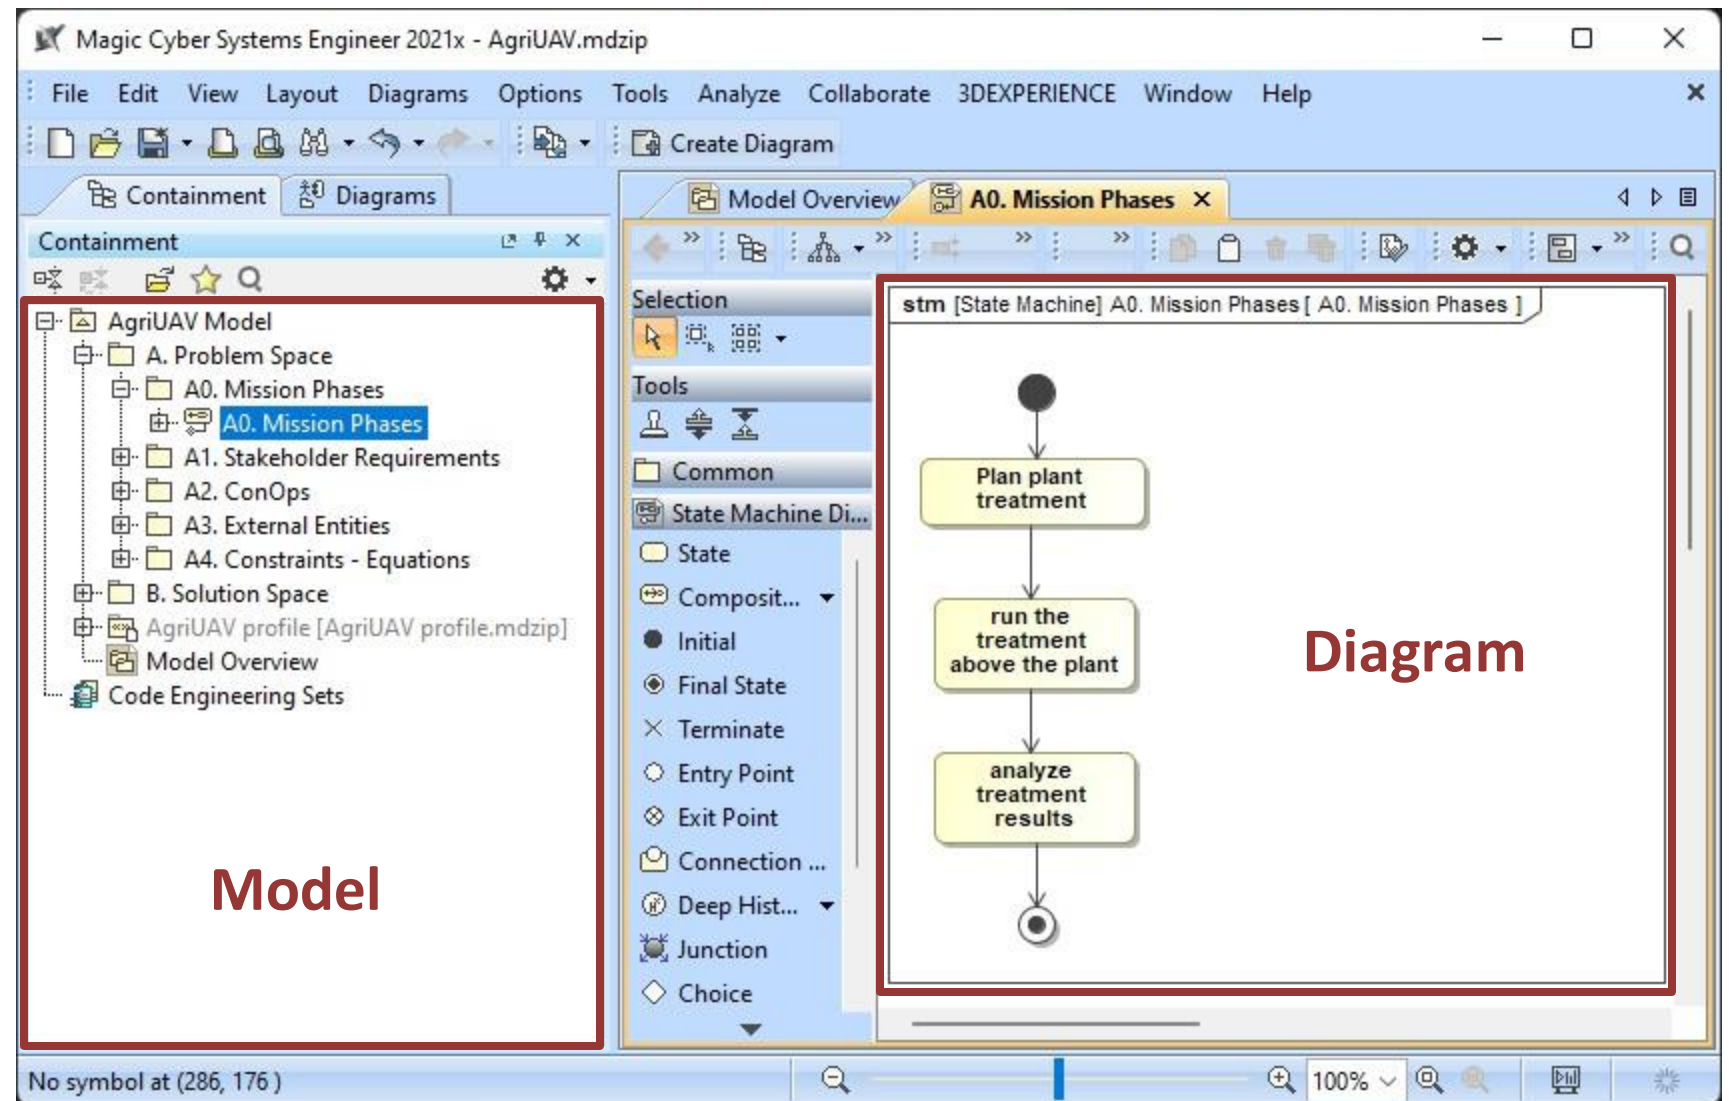 Magic Cyber Systems Engineer 2021x - AgriUAV.mdzip
File Edit View Layout Diagrams Options Tools Analyze Collaborate 3DEXPERIENCE Window Help
Create Diagram
Containment Diagrams
Containment
AgriUAV Model
A. Problem Space
A0. Mission Phases
A0. Mission Phases
A1. Stakeholder Requirements
A2. ConOps
A3. External Entities
A4. Constraints - Equations
B. Solution Space
AgriUAV profile [AgriUAV profile.mdzip]
Model Overview
Code Engineering Sets
Model
Model Overview A0. Mission Phases
Selection
Tools
Common
State Machine Di...
State
Composit...
Initial
Final State
Terminate
Entry Point
Exit Point
Connection ...
Deep Hist...
Junction
Choice
stm [State Machine] A0. Mission Phases [ A0. Mission Phases ]
Plan plant
treatment
run the
treatment
above the plant
analyze
treatment
results
Diagram
No symbol at (286, 176 )
100%